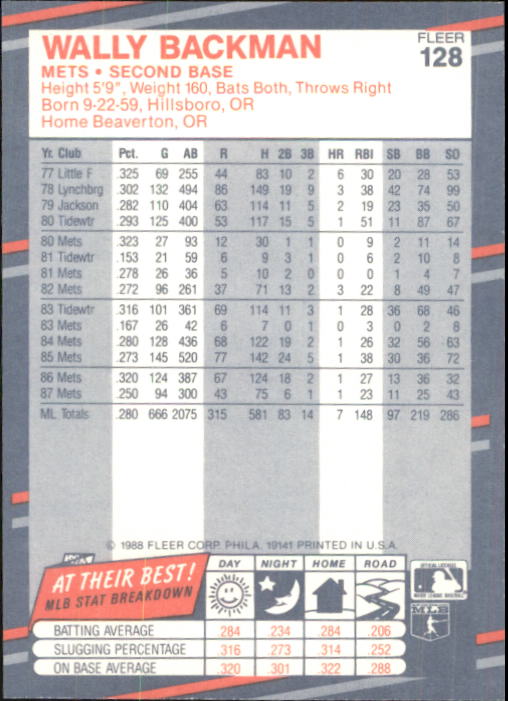 WALLY BACKMAN
FLEER
128
METS • SECOND BASE
Height 5'9", Weight 160, Bats Both, Throws Right
Born 9-22-59, Hillsboro, OR
Home Beaverton, OR
Yr. Club Pct. G AB R H 2B 3B HR RBI SB BB SO
77 Little F .325 69 255 44 83 10 2 6 30 20 28 53
78 Lynchbrg .302 132 494 86 149 19 9 3 38 42 74 99
79 Jackson .282 110 404 63 114 11 5 2 19 23 35 50
80 Tidewtr .293 125 400 53 117 15 5 1 51 11 87 67
80 Mets .323 27 93 12 30 1 1 0 9 2 11 14
81 Tidewtr .153 21 59 6 9 3 1 0 6 2 10 8
81 Mets .278 26 36 5 10 2 0 0 0 1 4 7
82 Mets .272 96 261 37 71 13 2 3 22 8 49 47
83 Tidewtr .316 101 361 69 114 11 3 1 28 36 68 46
83 Mets .167 26 42 6 7 0 1 0 3 0 2 8
84 Mets .280 128 436 68 122 19 2 1 26 32 56 63
85 Mets .273 145 520 77 142 24 5 1 38 30 36 72
86 Mets .320 124 387 67 124 18 2 1 27 13 36 32
87 Mets .250 94 300 43 75 6 1 1 23 11 25 43
ML Totals .280 666 2075 315 581 83 14 7 148 97 219 286
© 1988 FLEER CORP. PHILA. 19141 PRINTED IN U.S.A.
AT THEIR BEST!
MLB STAT BREAKDOWN
DAY NIGHT HOME ROAD
BATTING AVERAGE .284 .234 .284 .206
SLUGGING PERCENTAGE .316 .273 .314 .252
ON BASE AVERAGE .320 .301 .322 .288
MLB